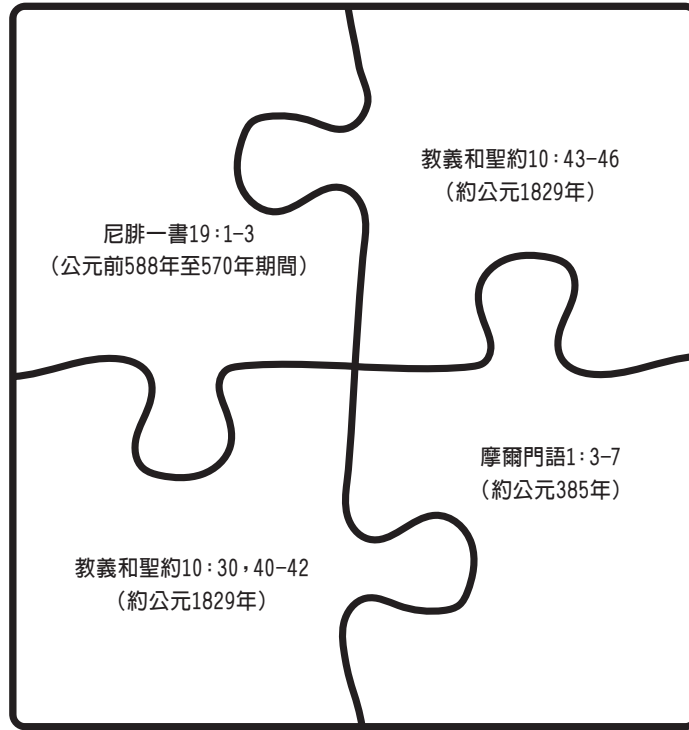 尼腓一書19：1–3
（公元前588年至570年期間）
教義和聖約10：43–46
（約公元1829年）
教義和聖約10：30，40–42
（約公元1829年）
摩爾門語1：3–7
（約公元385年）